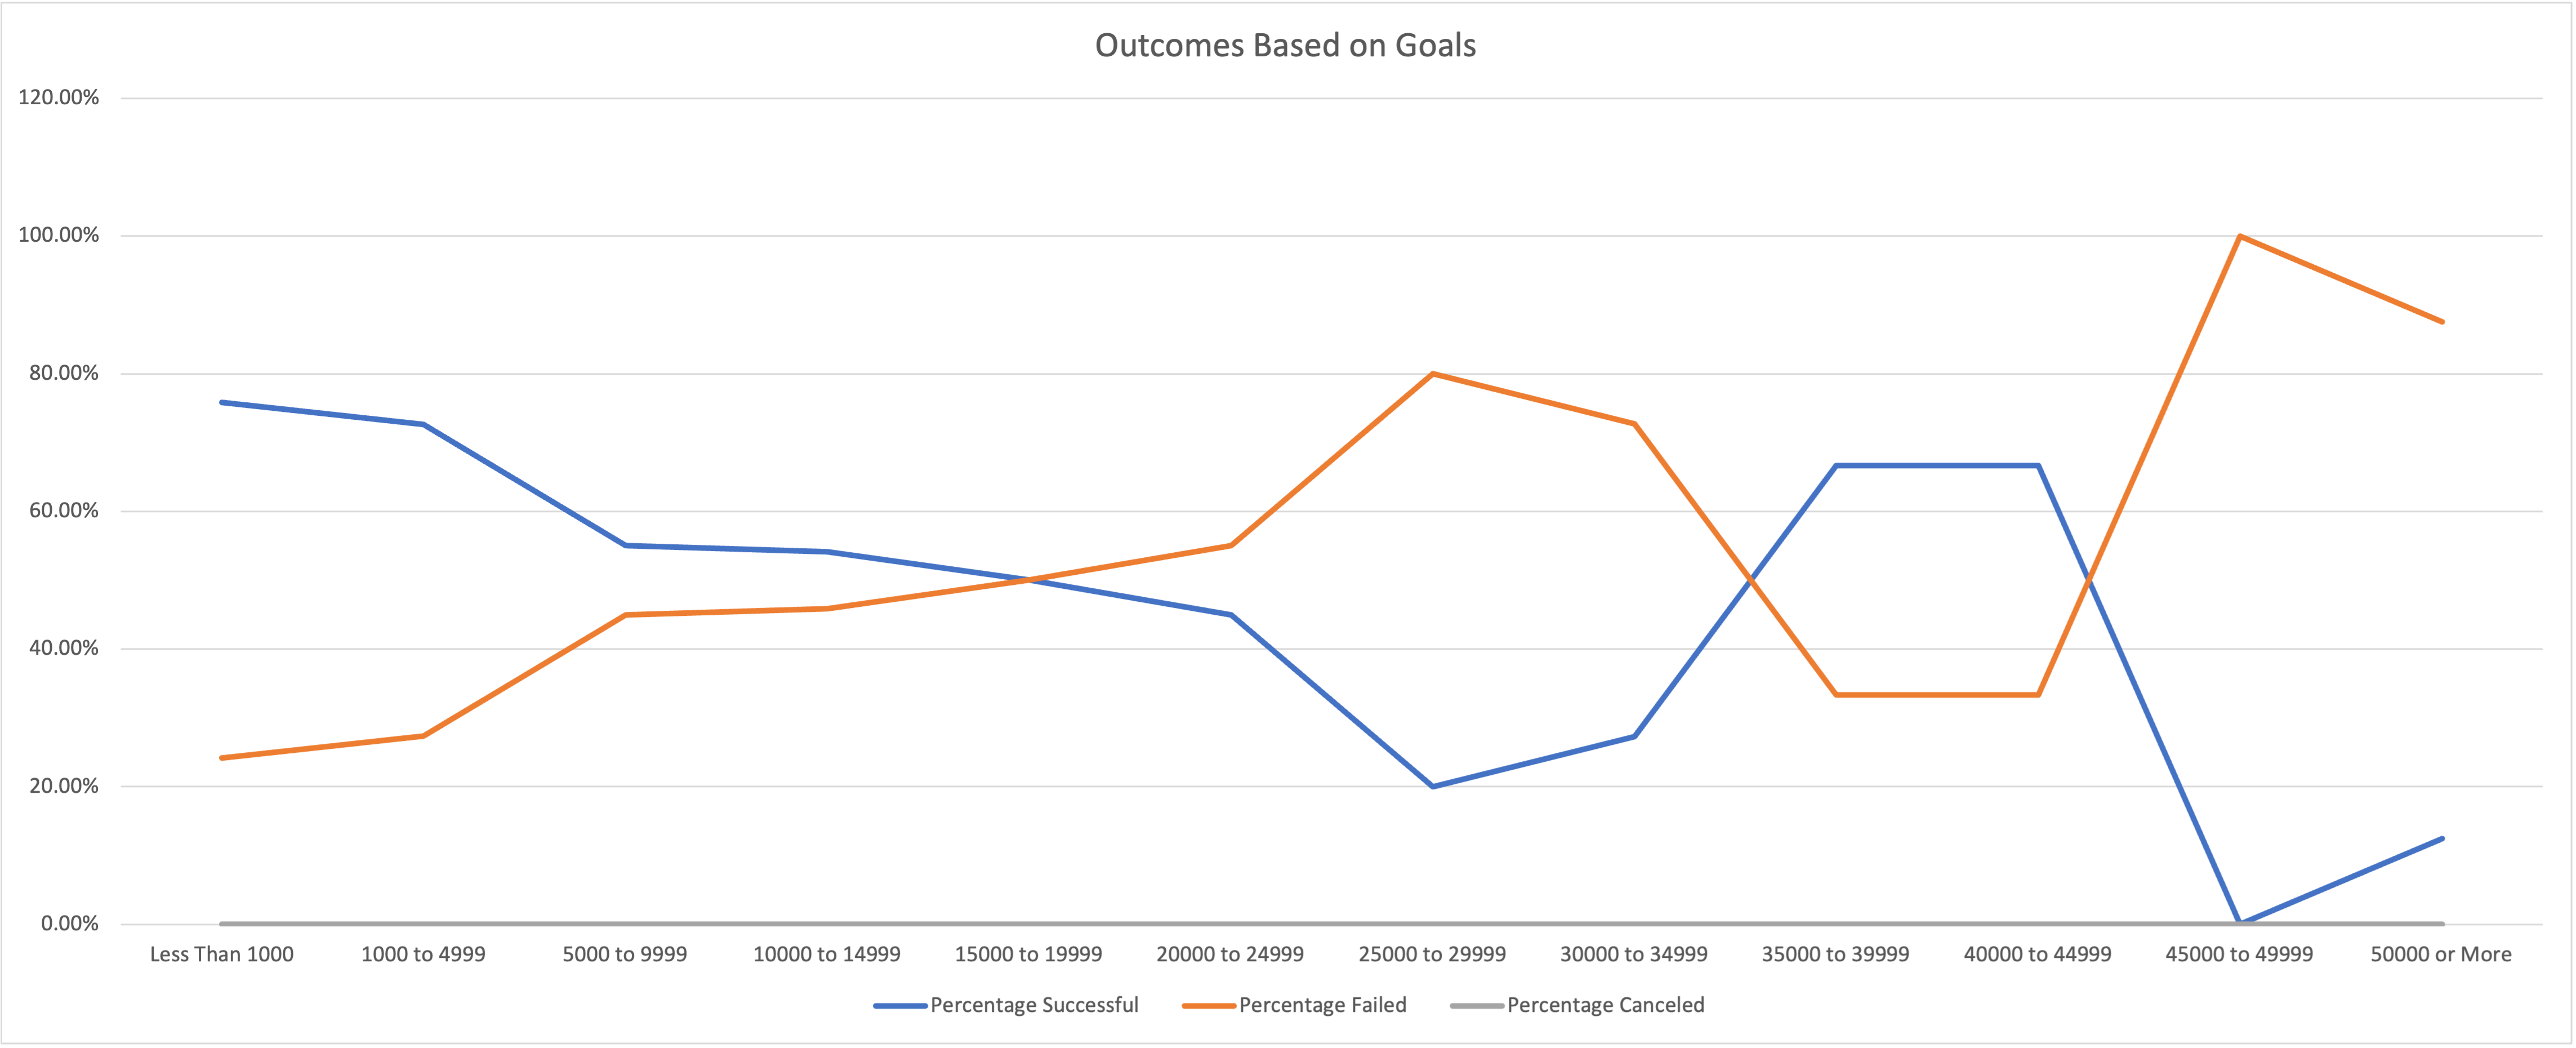 Outcomes Based on Goals
120.00%
100.00%
80.00%
60.00%
40.00%
20.00%
0.00%
Less Than 1000 1000 to 4999 5000 to 9999 10000 to 14999 15000 to 19999 20000 to 24999 25000 to 29999 30000 to 34999 35000 to 39999 40000 to 44999 45000 to 49999 50000 or More
Percentage Successful Percentage Failed Percentage Canceled